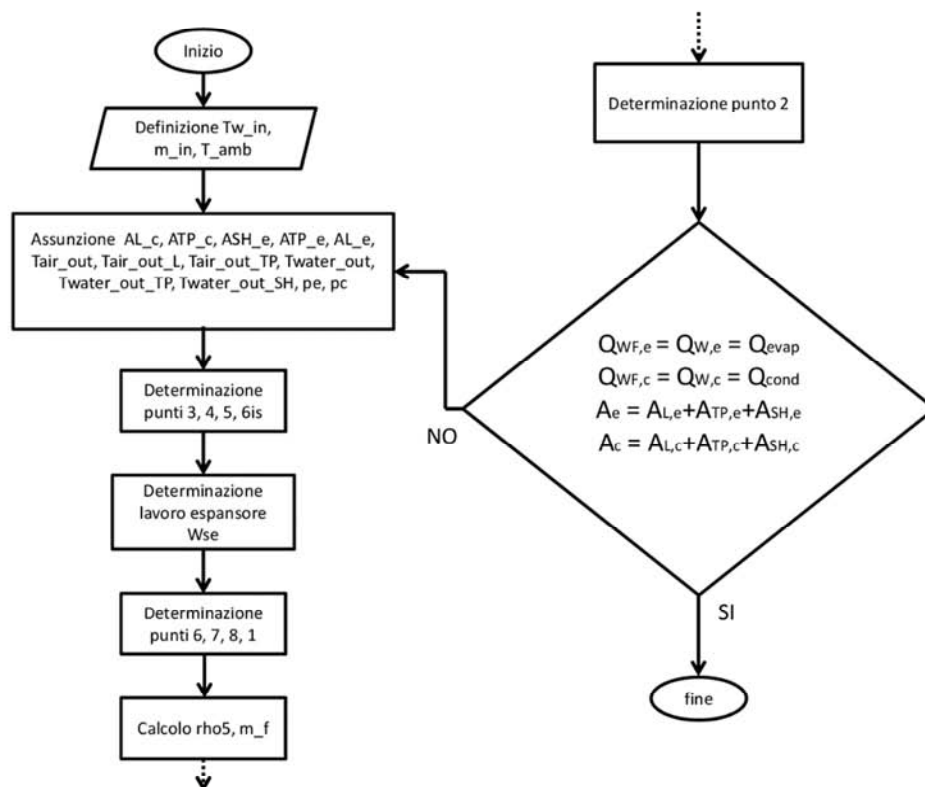 Inizio
Definizione Tw_in,
m_in, T_amb
Assunzione AL_c, ATP_c, ASH_e, ATP_e, AL_e,
Tair_out, Tair_out_L, Tair_out_TP, Twater_out,
Twater_out_TP, Twater_out_SH, pe, pc
Determinazione
punti 3, 4, 5, 6is
Determinazione
lavoro espansore
Wse
Determinazione
punti 6, 7, 8, 1
Calcolo rho5, m_f
Determinazione punto 2
QWF,e = QW,e = Qevap
QWF,c = QW,c = Qcond
Ae = AL,e+ATP,e+ASH,e
Ac = AL,c+ATP,c+ASH,c
NO
SI
fine